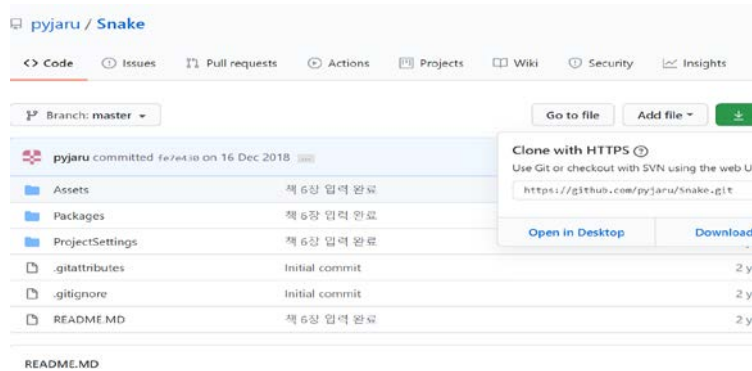 pyjaru / Snake
<> Code Issues Pull requests Actions Projects Wiki Security Insights
Branch: master Go to file Add file
pyjaru committed on 16 Dec 2018
Clone with HTTPS
Use Git or checkout with SVN using the web U
https://github.com/pyjaru/Snake.git
Open in Desktop Download
Assets 책 6장 입력 완료
Packages 책 6장 입력 완료
ProjectSettings 책 6장 입력 완료
.gitattributes Initial commit 2 y
.gitignore Initial commit 2 y
README.MD 책 6장 입력 완료 2 y
README.MD